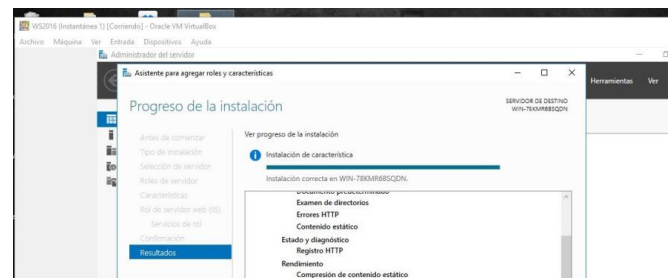 WS2016 (Instantánea 1) [Corriendo] - Oracle VM VirtualBox
Archivo Máquina Ver Entrada Dispositivos Ayuda
Administrador del servidor
Asistente para agregar roles y características
Herramientas Ver
Progreso de la instalación
SERVIDOR DE DESTINO
WIN-78KMR6BSQDN
Antes de comenzar
Tipo de instalación
Selección de servidor
Roles de servidor
Características
Rol de servidor web (IIS)
Servicios de rol
Confirmación
Resultados
Ver progreso de la instalación
Instalación de característica
Instalación correcta en WIN-78KMR6BSQDN.
Documento predeterminado
Examen de directorios
Errores HTTP
Contenido estático
Estado y diagnóstico
Registro HTTP
Rendimiento
Compresión de contenido estático